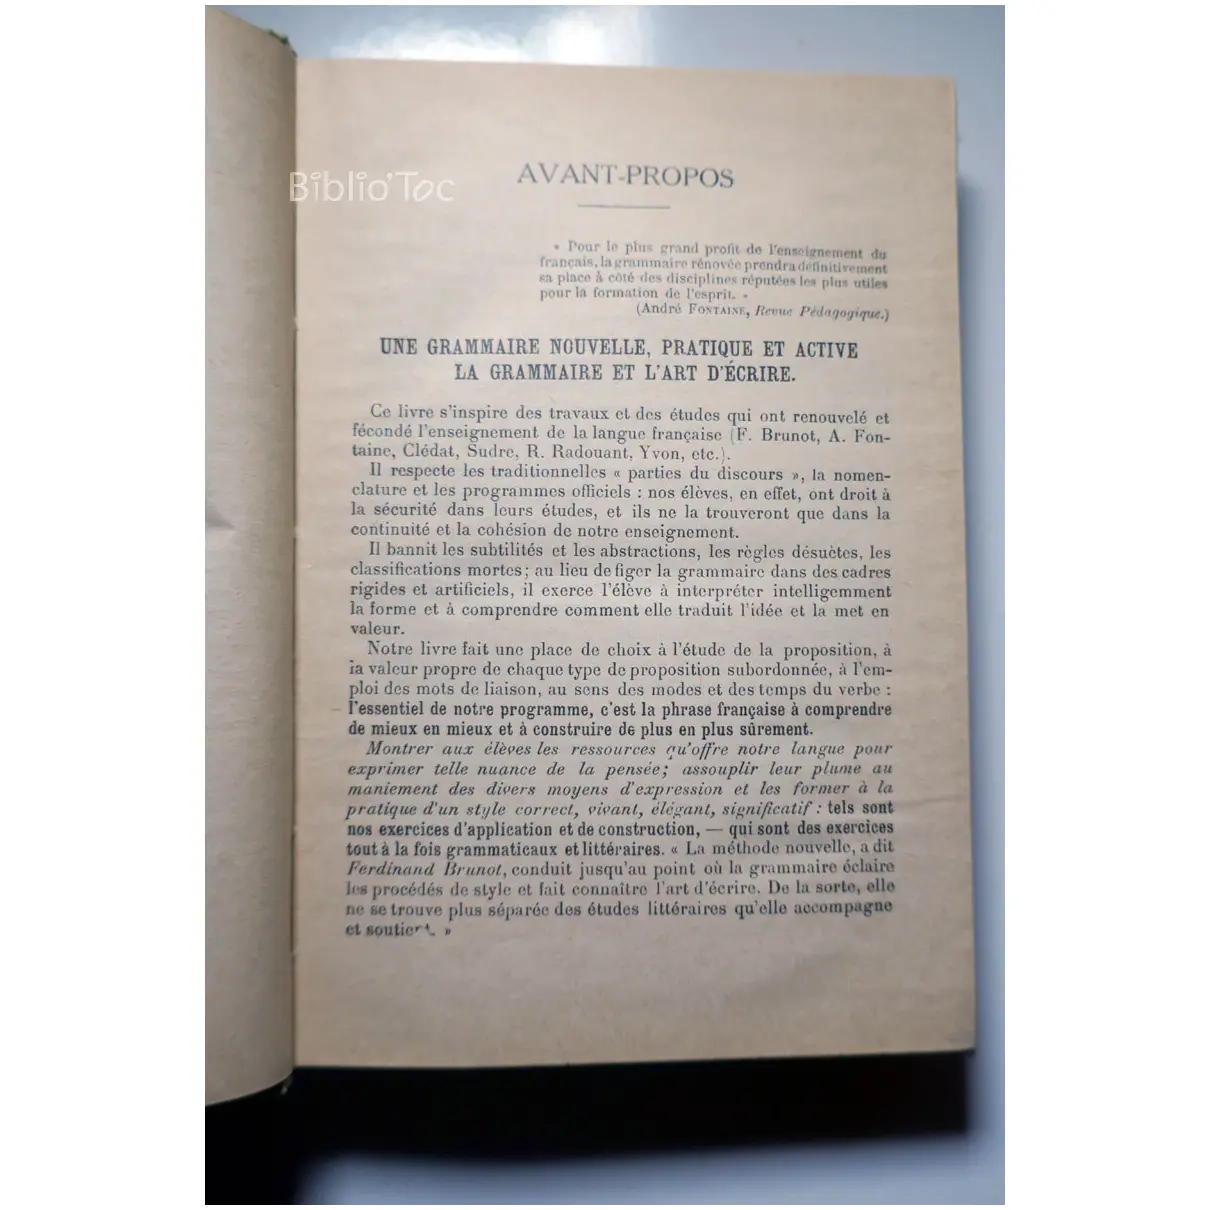 Biblio'Toc
AVANT-PROPOS
« Pour le plus grand profit de l'enseignement du
français, la grammaire rénovée prendra définitivement
sa place à côté des disciplines réputées les plus utiles
pour la formation de l'esprit. »
(André FONTAINE, Revue Pédagogique.)
UNE GRAMMAIRE NOUVELLE, PRATIQUE ET ACTIVE
LA GRAMMAIRE ET L'ART D'ÉCRIRE.
Ce livre s'inspire des travaux et des études qui ont renouvelé et
fécondé l'enseignement de la langue française (F. Brunot, A. Fon-
taine, Clédat, Sudre, R. Radouant, Yvon, etc.).
Il respecte les traditionnelles « parties du discours », la nomen-
clature et les programmes officiels : nos élèves, en effet, ont droit à
la sécurité dans leurs études, et ils ne la trouveront que dans la
continuité et la cohésion de notre enseignement.
Il bannit les subtilités et les abstractions, les règles désuètes, les
classifications mortes ; au lieu de figer la grammaire dans des cadres
rigides et artificiels, il exerce l'élève à interpréter intelligemment
la forme et à comprendre comment elle traduit l'idée et la met en
valeur.
Notre livre fait une place de choix à l'étude de la proposition, à
la valeur propre de chaque type de proposition subordonnée, à l'em-
ploi des mots de liaison, au sens des modes et des temps du verbe :
l'essentiel de notre programme, c'est la phrase française à comprendre
de mieux en mieux et à construire de plus en plus sûrement.
Montrer aux élèves les ressources qu'offre notre langue pour
exprimer telle nuance de la pensée ; assouplir leur plume au
maniement des divers moyens d'expression et les former à la
pratique d'un style correct, vivant, élégant, significatif : tels sont
nos exercices d'application et de construction, — qui sont des exercices
tout à la fois grammaticaux et littéraires. « La méthode nouvelle, a dit
Ferdinand Brunot, conduit jusqu'au point où la grammaire éclaire
les procédés de style et fait connaître l'art d'écrire. De la sorte, elle
ne se trouve plus séparée des études littéraires qu'elle accompagne
et soutient. »